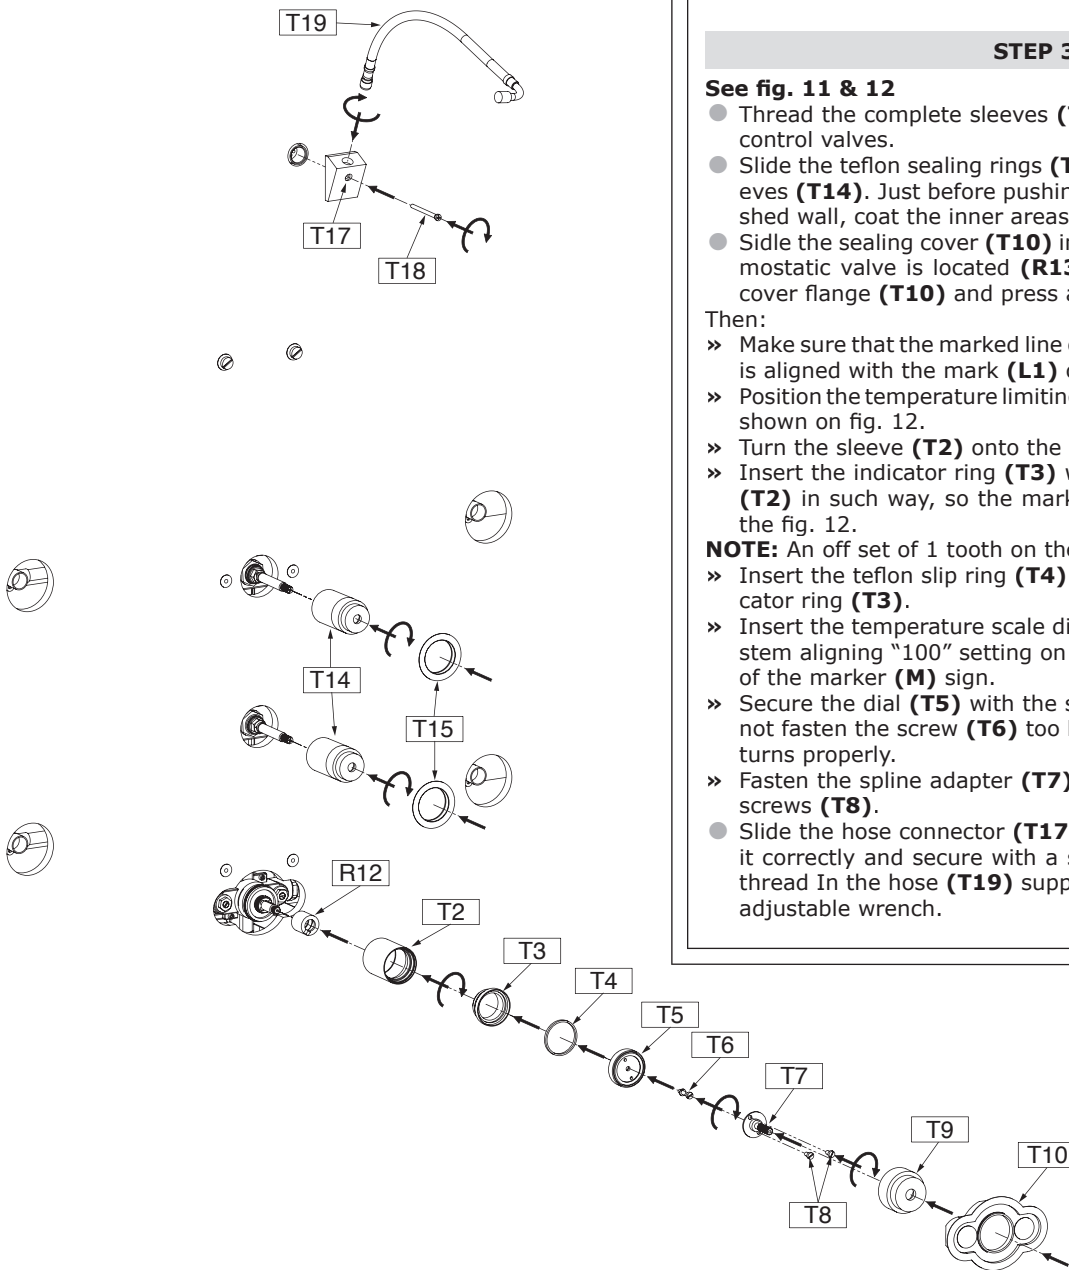 T19
T17
T18
T14
T15
R12
T2
T3
T4
T5
T6
T7
T8
T9
T10
STEP 3
See fig. 11 & 12
Thread the complete sleeves (
control valves.
Slide the teflon sealing rings (T
eves (T14). Just before pushin
shed wall, coat the inner areas
Sidle the sealing cover (T10) i
mostatic valve is located (R13
cover flange (T10) and press a
Then:
» Make sure that the marked line
is aligned with the mark (L1)
» Position the temperature limiting
shown on fig. 12.
» Turn the sleeve (T2) onto the
» Insert the indicator ring (T3)
(T2) in such way, so the mark
the fig. 12.
NOTE: An off set of 1 tooth on the
» Insert the teflon slip ring (T4)
cator ring (T3).
» Insert the temperature scale di
stem aligning “100” setting on
of the marker (M) sign.
» Secure the dial (T5) with the s
not fasten the screw (T6) too
turns properly.
» Fasten the spline adapter (T7)
screws (T8).
Slide the hose connector (T17
it correctly and secure with a s
thread In the hose (T19) supp
adjustable wrench.